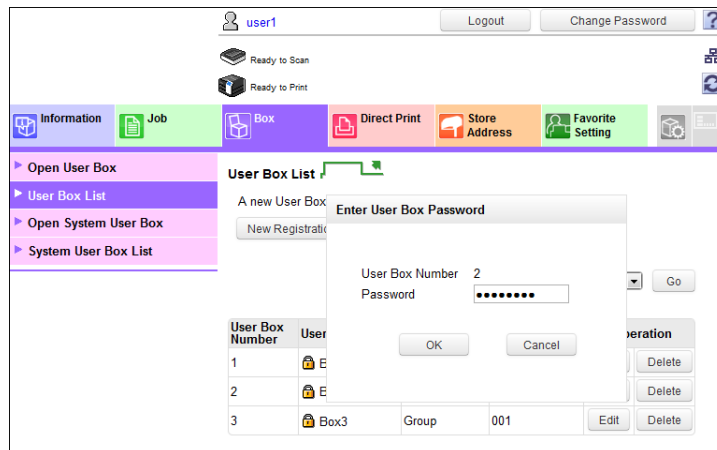 user1
Logout
Change Password
?
Ready to Scan
Ready to Print
Information
Job
Box
Direct Print
Store
Address
Favorite
Setting
Open User Box
User Box List
Open System User Box
System User Box List
User Box List
A new User Box
New
Enter User Box Password
User Box Number 2
Password ••••••••
OK Cancel
Go
User Box
Number
User
1 Delete
2 Delete
3 Box3 Group 001 Edit Delete